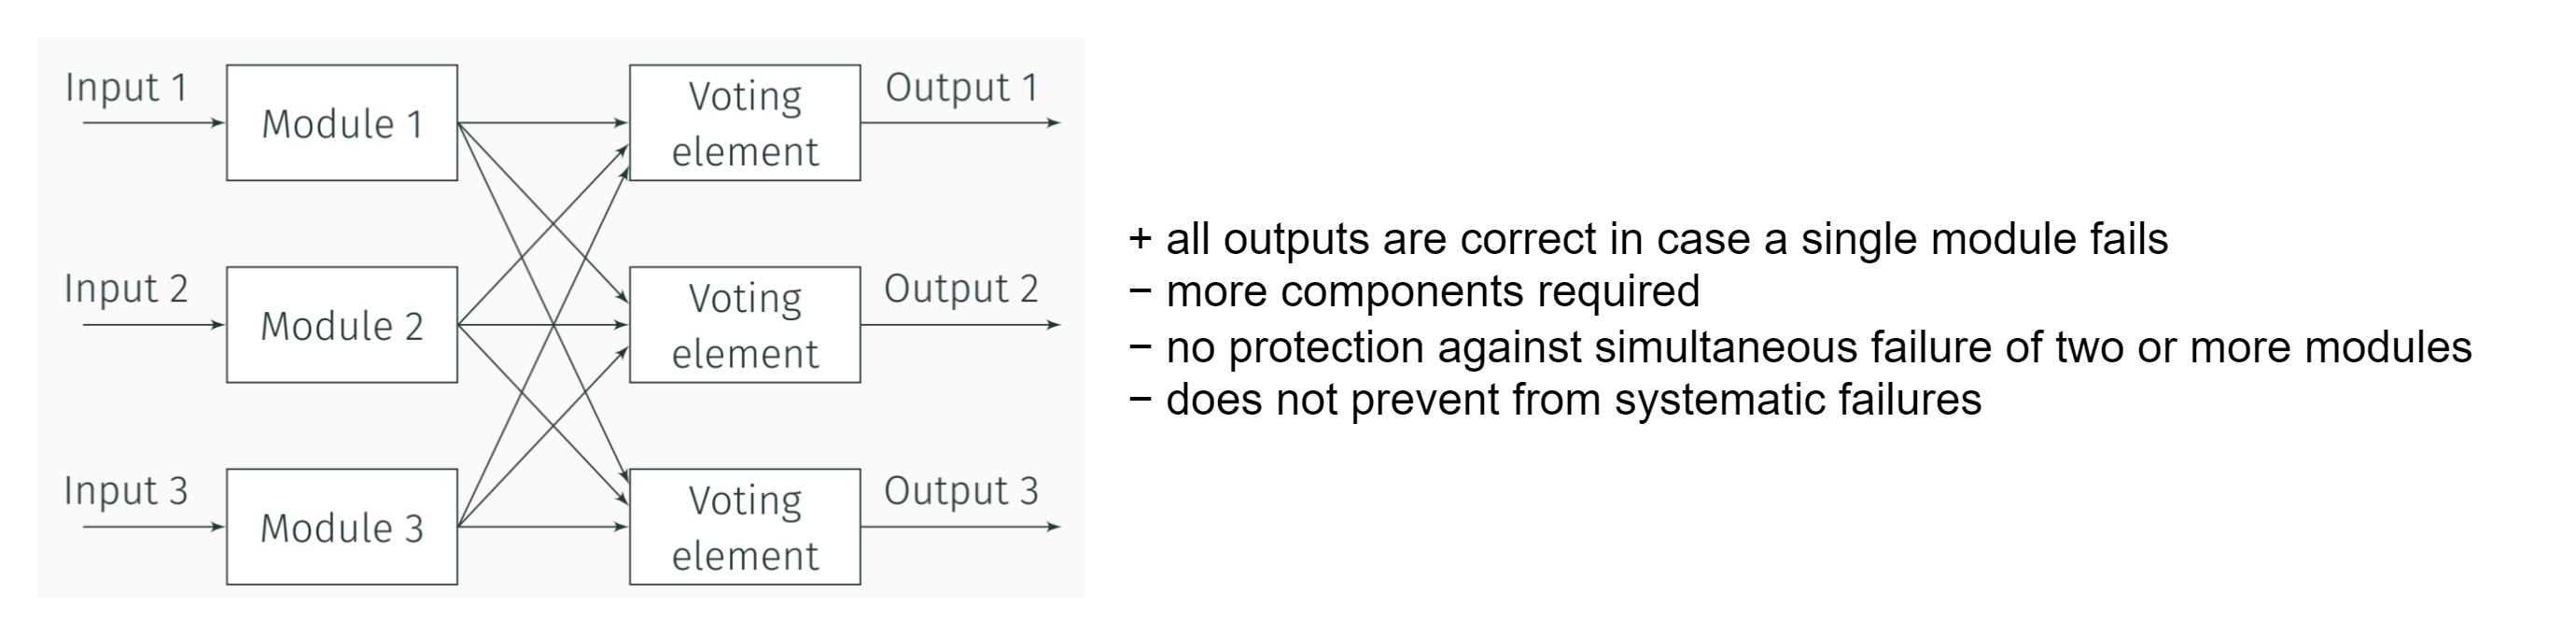 Input 1
Module 1
Voting
element
Output 1
Input 2
Module 2
Voting
element
Output 2
Input 3
Module 3
Voting
element
Output 3
+ all outputs are correct in case a single module fails
− more components required
− no protection against simultaneous failure of two or more modules
− does not prevent from systematic failures